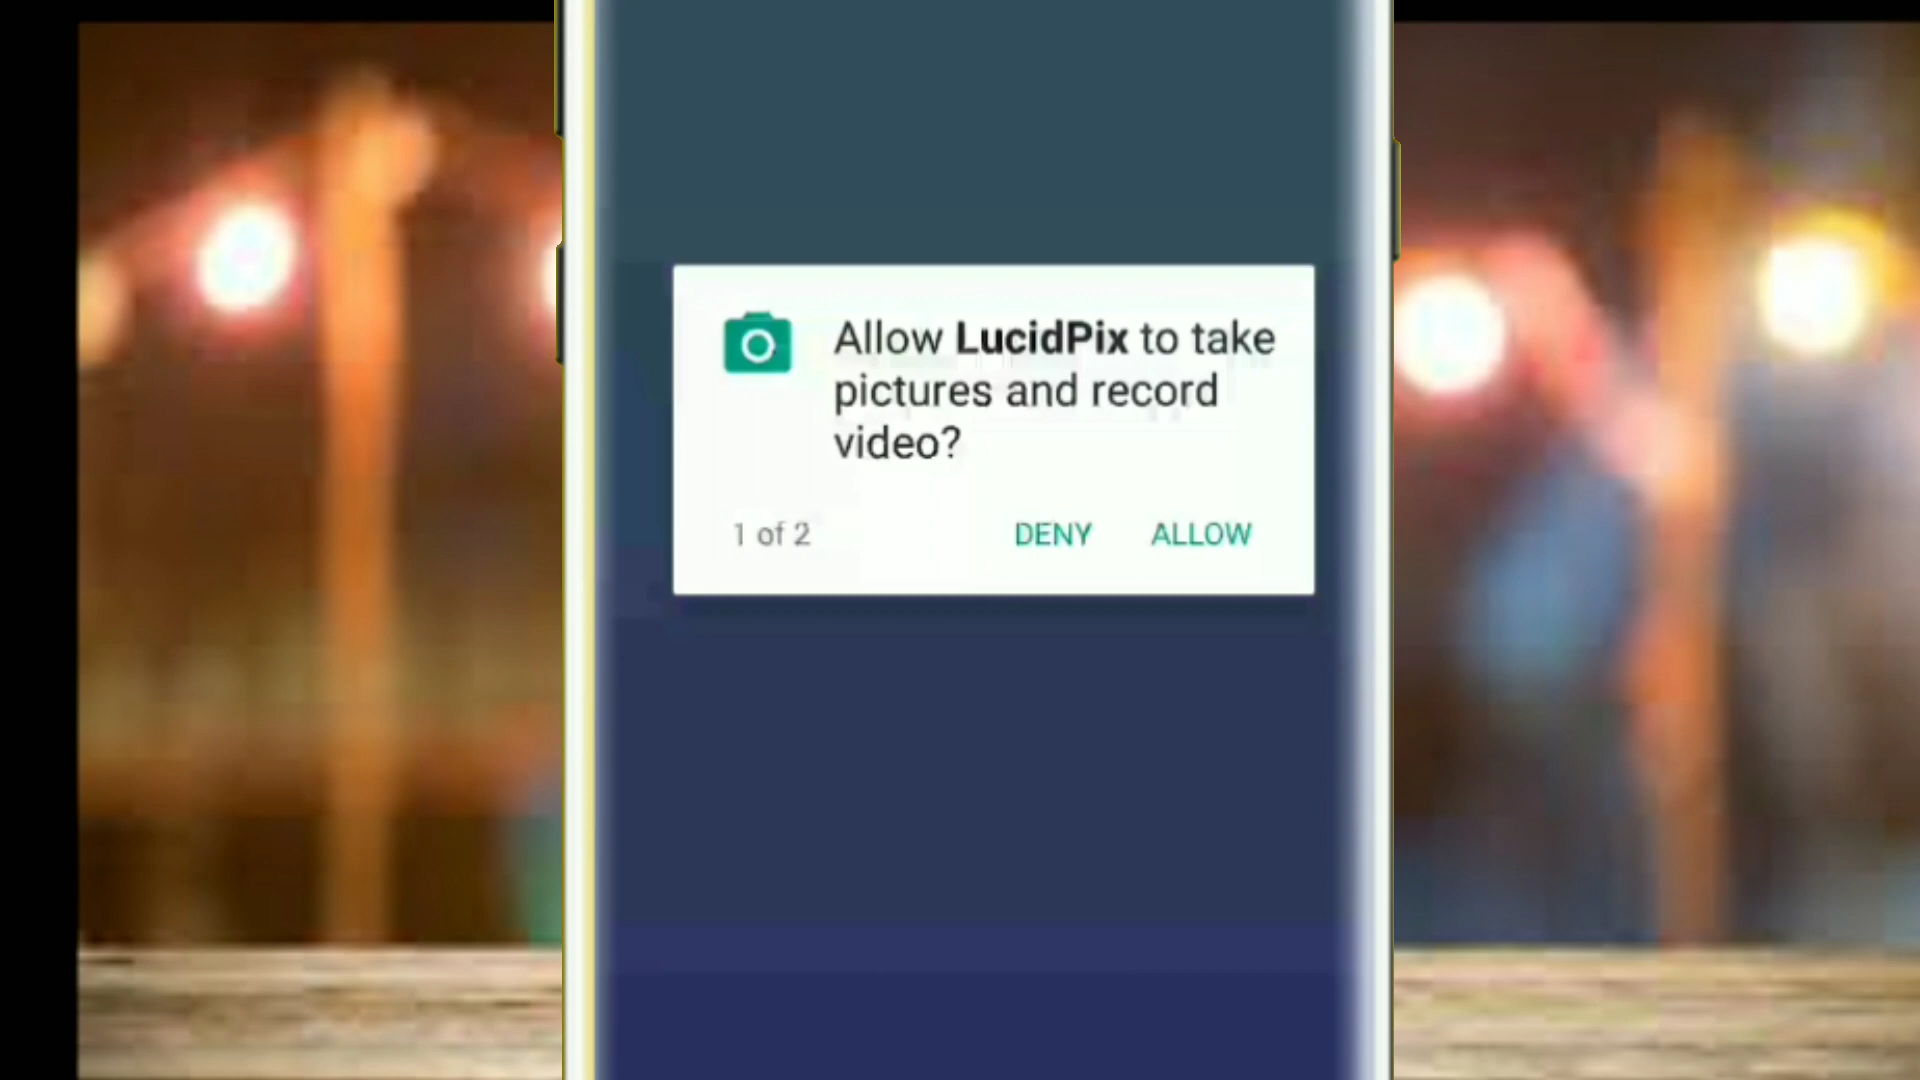 Allow LucidPix to take
pictures and record
video?
1 of 2
DENY
ALLOW